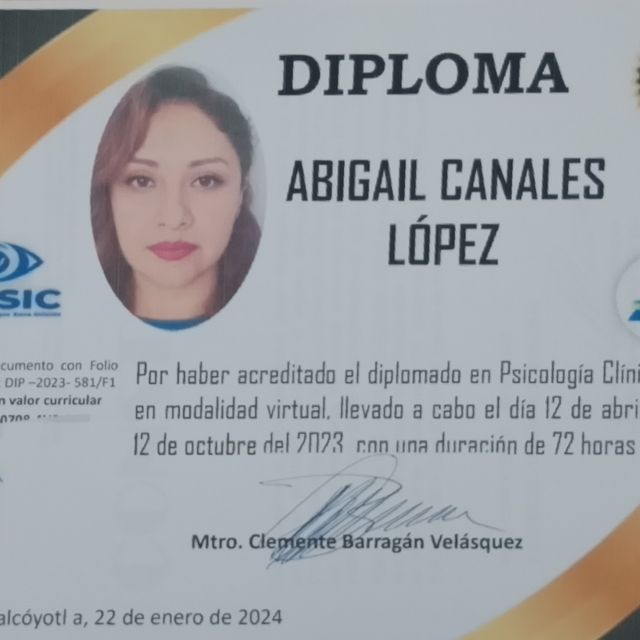 DIPLOMA
ABIGAIL CANALES
LÓPEZ
SIC
cumento con Folio
DIP –2023- 581/F1
n valor curricular
Por haber acreditado el diplomado en Psicología Clíni
en modalidad virtual, llevado a cabo el día 12 de abri
12 de octubre del 2023 con una duración de 72 horas
Mtro. Clemente Barragán Velásquez
alcóyotl a, 22 de enero de 2024